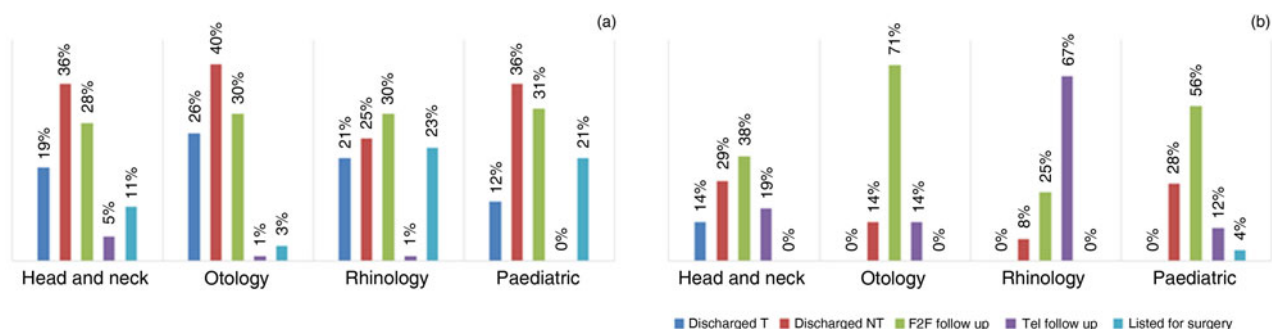 (a)
19% 36% 28% 5% 11%
26% 40% 30% 1% 3%
21% 25% 30% 1% 23%
12% 36% 31% 0% 21%
Head and neck Otology Rhinology Paediatric
(b)
14% 29% 38% 19% 0%
0% 14% 71% 14% 0%
0% 8% 25% 67% 0%
0% 28% 56% 12% 4%
Head and neck Otology Rhinology Paediatric
Discharged T Discharged NT F2F follow up Tel follow up Listed for surgery